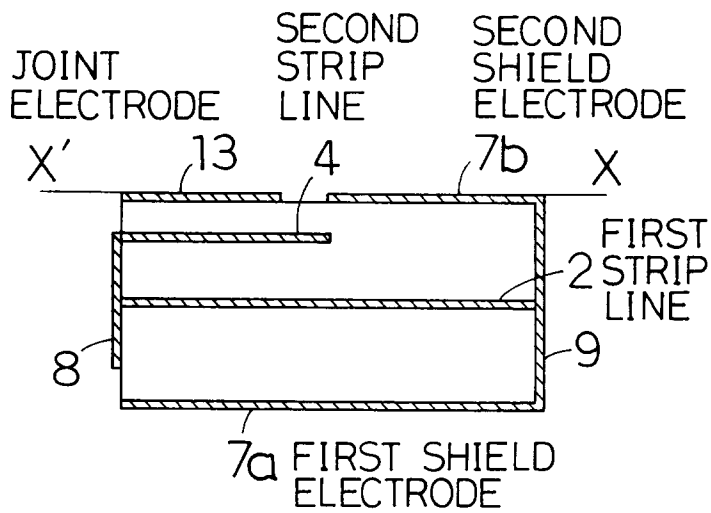 JOINT
ELECTRODE
SECOND
STRIP
LINE
SECOND
SHIELD
ELECTRODE
X'
13
4
7b
X
FIRST
2 STRIP
LINE
8
9
7a FIRST SHIELD
ELECTRODE